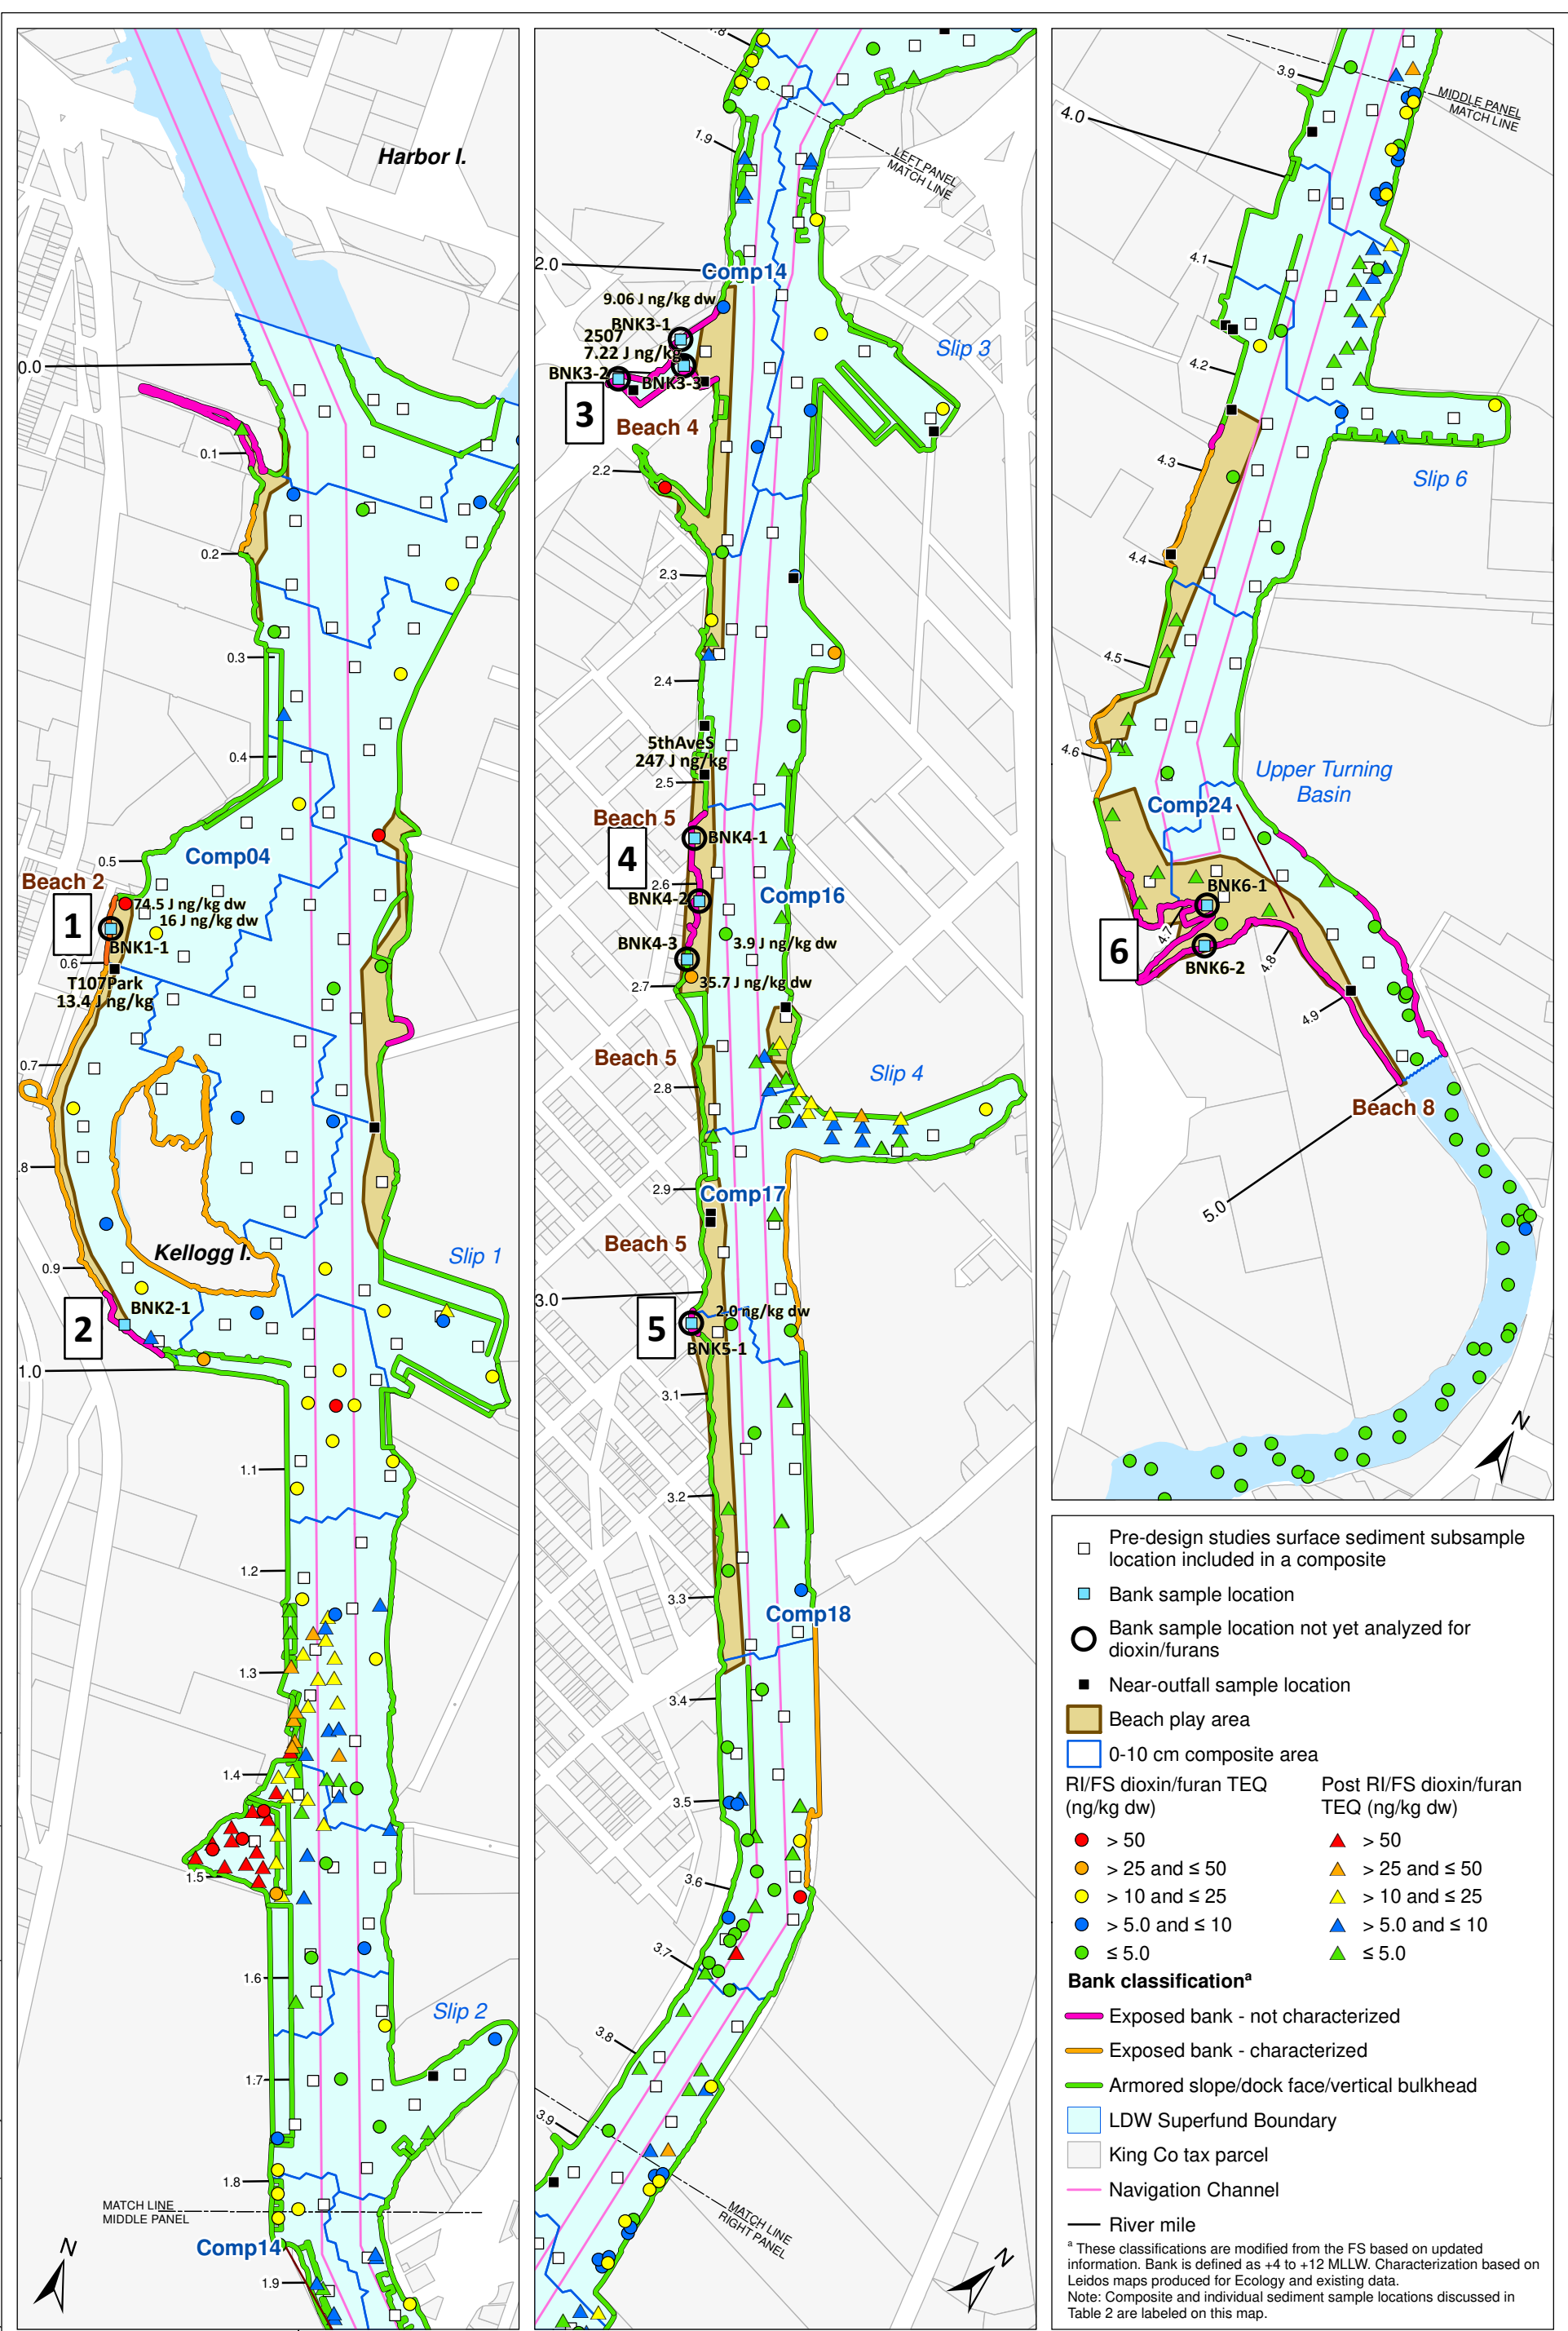 Harbor I.
0.0
0.1
0.2
0.3
0.4
0.5
Comp04
Beach 2
74.5 J ng/kg dw
16 J ng/kg dw
1
BNK1-1
0.6
T107Park
13.4 J ng/kg
0.7
.8
Kellogg I.
Slip 1
0.9
BNK2-1
2
1.0
1.1
1.2
1.3
1.4
1.5
1.6
Slip 2
1.7
1.8
MATCH LINE
MIDDLE PANEL
Comp14
1.9
N
1.8
1.9
LEFT PANEL
MATCH LINE
2.0
Comp14
9.06 J ng/kg dw
BNK3-1
2507
7.22 J ng/kg
BNK3-2
BNK3-3
Slip 3
3
Beach 4
2.2
2.3
2.4
5thAveS
247 J ng/kg
2.5
Beach 5
BNK4-1
4
2.6
BNK4-2
Comp16
BNK4-3
3.9 J ng/kg dw
2.7
35.7 J ng/kg dw
Beach 5
2.8
Slip 4
2.9
Comp17
Beach 5
3.0
2.0 ng/kg dw
5
BNK5-1
3.1
3.2
3.3
Comp18
3.4
3.5
3.6
3.7
3.8
3.9
MATCH LINE
RIGHT PANEL
N
3.9
MIDDLE PANEL
MATCH LINE
4.0
4.1
4.2
4.3
Slip 6
4.4
4.5
4.6
Upper Turning
Basin
Comp24
BNK6-1
4.7
6
BNK6-2
4.8
4.9
Beach 8
5.0
N
Pre-design studies surface sediment subsample
location included in a composite
Bank sample location
Bank sample location not yet analyzed for
dioxin/furans
Near-outfall sample location
Beach play area
0-10 cm composite area
RI/FS dioxin/furan TEQ
(ng/kg dw)
> 50
> 25 and ≤ 50
> 10 and ≤ 25
> 5.0 and ≤ 10
≤ 5.0
Post RI/FS dioxin/furan
TEQ (ng/kg dw)
> 50
> 25 and ≤ 50
> 10 and ≤ 25
> 5.0 and ≤ 10
≤ 5.0
Bank classificationᵃ
Exposed bank - not characterized
Exposed bank - characterized
Armored slope/dock face/vertical bulkhead
LDW Superfund Boundary
King Co tax parcel
Navigation Channel
River mile
ᵃ These classifications are modified from the FS based on updated
information. Bank is defined as +4 to +12 MLLW. Characterization based on
Leidos maps produced for Ecology and existing data.
Note: Composite and individual sediment sample locations discussed in
Table 2 are labeled on this map.